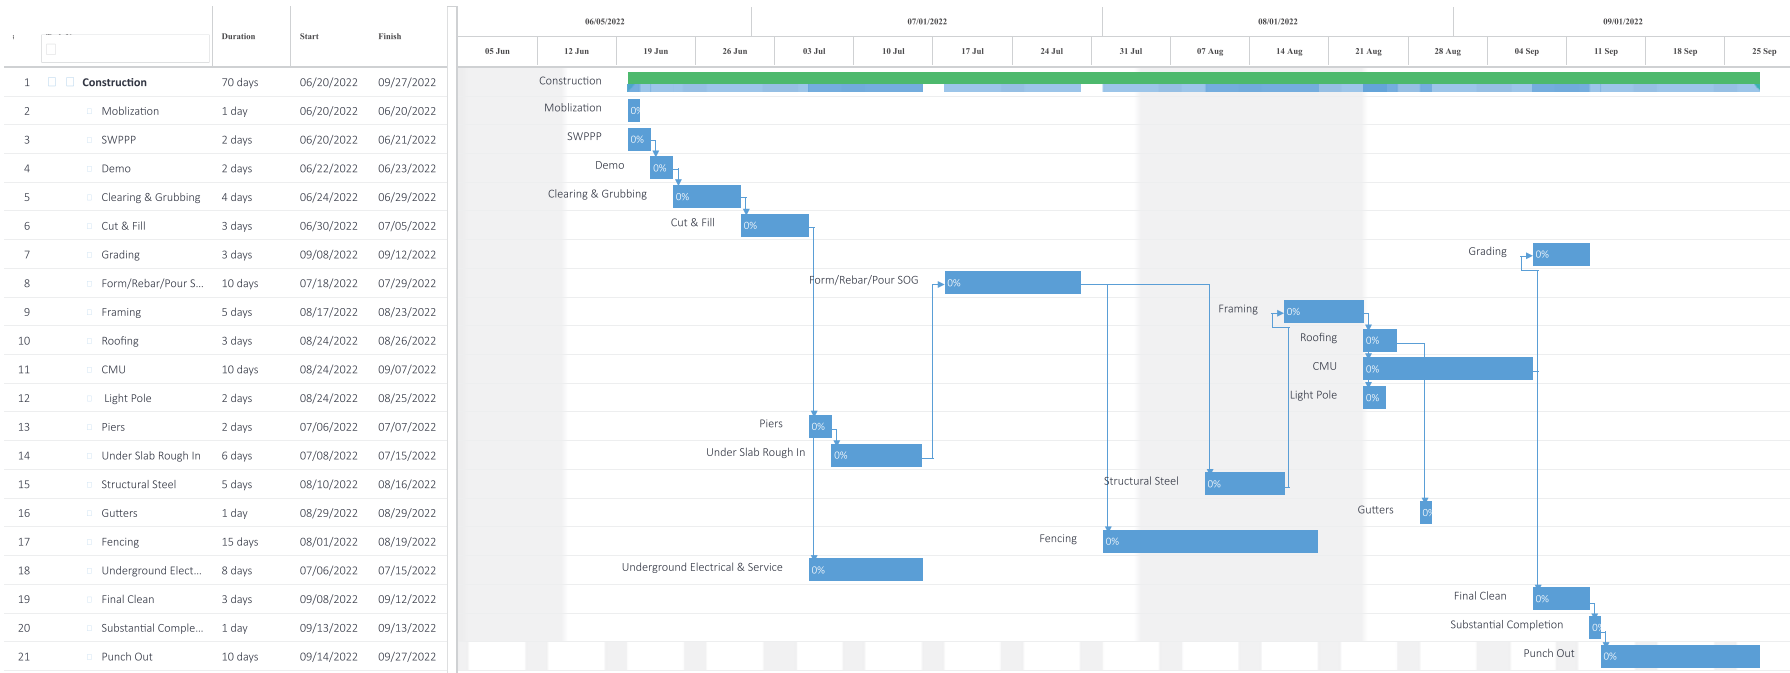 06/05/2022 07/01/2022 08/01/2022 09/01/2022
Duration Start Finish
05 Jun 12 Jun 19 Jun 26 Jun 03 Jul 10 Jul 17 Jul 24 Jul 31 Jul 07 Aug 14 Aug 21 Aug 28 Aug 04 Sep 11 Sep 18 Sep 25 Sep
1 Construction 70 days 06/20/2022 09/27/2022 Construction
2 Moblization 1 day 06/20/2022 06/20/2022 Moblization 0%
3 SWPPP 2 days 06/20/2022 06/21/2022 SWPPP 0%
4 Demo 2 days 06/22/2022 06/23/2022 Demo 0%
5 Clearing & Grubbing 4 days 06/24/2022 06/29/2022 Clearing & Grubbing 0%
6 Cut & Fill 3 days 06/30/2022 07/05/2022 Cut & Fill 0%
7 Grading 3 days 09/08/2022 09/12/2022 Grading 0%
8 Form/Rebar/Pour S... 10 days 07/18/2022 07/29/2022 Form/Rebar/Pour SOG 0%
9 Framing 5 days 08/17/2022 08/23/2022 Framing 0%
10 Roofing 3 days 08/24/2022 08/26/2022 Roofing 0%
11 CMU 10 days 08/24/2022 09/07/2022 CMU 0%
12 Light Pole 2 days 08/24/2022 08/25/2022 Light Pole 0%
13 Piers 2 days 07/06/2022 07/07/2022 Piers 0%
14 Under Slab Rough In 6 days 07/08/2022 07/15/2022 Under Slab Rough In 0%
15 Structural Steel 5 days 08/10/2022 08/16/2022 Structural Steel 0%
16 Gutters 1 day 08/29/2022 08/29/2022 Gutters 0%
17 Fencing 15 days 08/01/2022 08/19/2022 Fencing 0%
18 Underground Elect... 8 days 07/06/2022 07/15/2022 Underground Electrical & Service 0%
19 Final Clean 3 days 09/08/2022 09/12/2022 Final Clean 0%
20 Substantial Comple... 1 day 09/13/2022 09/13/2022 Substantial Completion 0%
21 Punch Out 10 days 09/14/2022 09/27/2022 Punch Out 0%